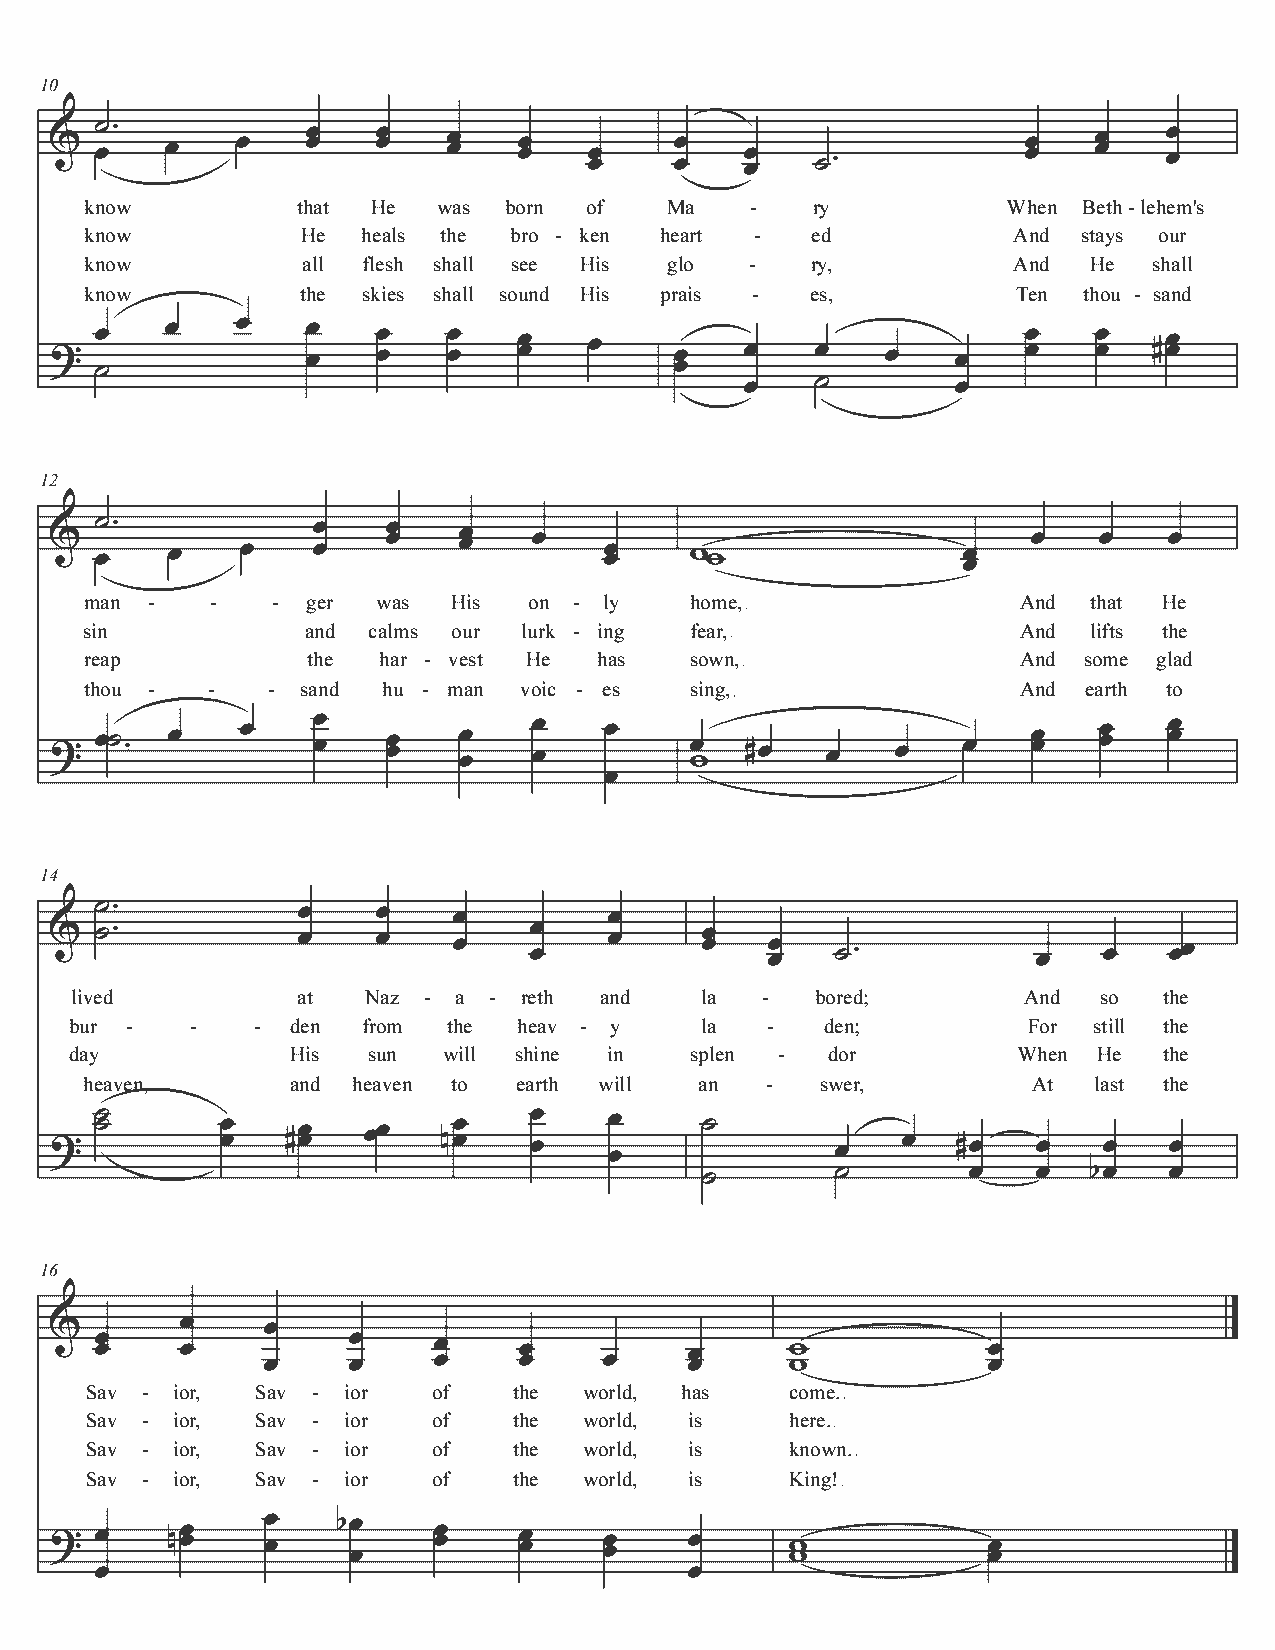 10
know that He was born of Ma - ry When Beth - lehem's
know He heals the bro - ken heart - ed And stays our
know all flesh shall see His glo - ry, And He shall
know the skies shall sound His prais - es, Ten thou - sand
12
man - - - ger was His on - ly home, And that He
sin and calms our lurk - ing fear, And lifts the
reap the har - vest He has sown, And some glad
thou - - - sand hu - man voic - es sing, And earth to
14
lived at Naz - a - reth and la - bored; And so the
bur - - - den from the heav - y la - den; For still the
day His sun will shine in splen - dor When He the
heaven, and heaven to earth will an - swer, At last the
16
Sav - ior, Sav - ior of the world, has come.
Sav - ior, Sav - ior of the world, is here.
Sav - ior, Sav - ior of the world, is known.
Sav - ior, Sav - ior of the world, is King!